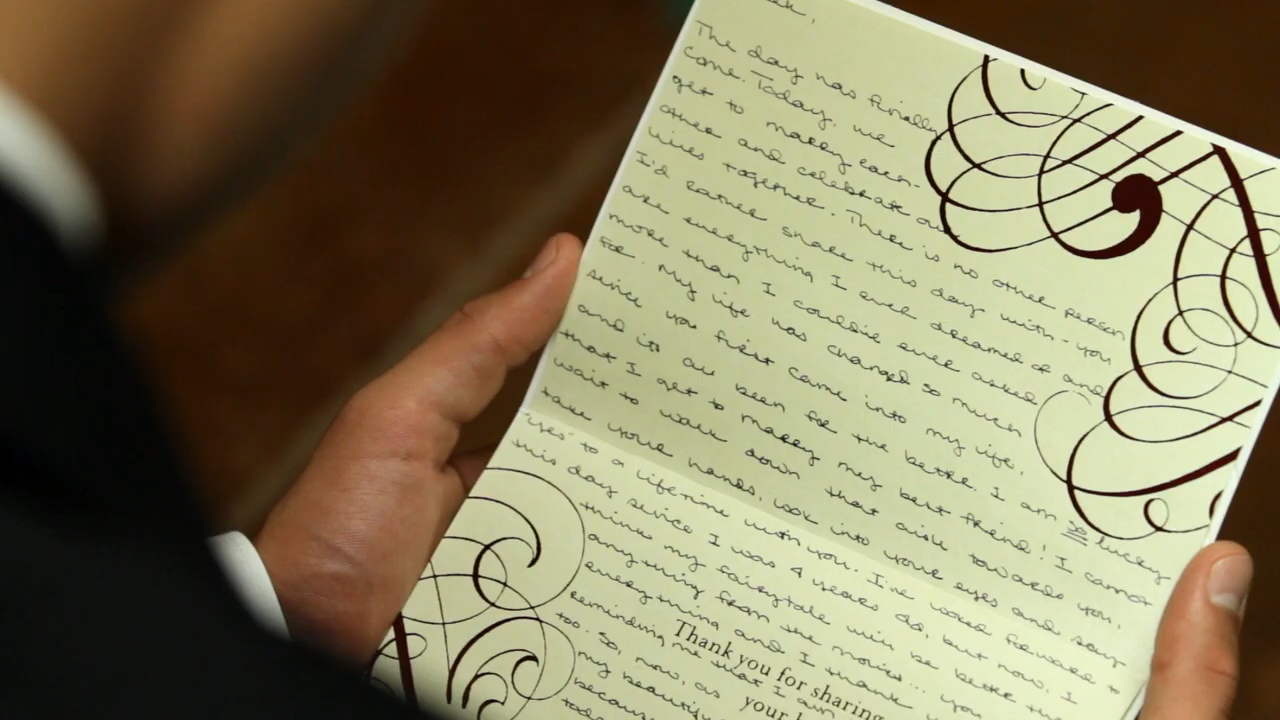 The day has finally
come. Today, we
get to marry each-
other and celebrate our
lives together. There is no other person
I'd rather share this day with - you
are everything I ever dreamed of and
more than I could've ever asked
for. My life has changed so much
since you first came into my life,
and its all been for the better. I am so lucky
that I get to marry my best friend! I cannot
wait to walk down that aisle towards you,
take your hands, look into your eyes and say
"yes" to a lifetime with you. I've looked forward to
this day since I was 4 years old, but now, I
think my fairytale will be better
anything from the movies... you
everything and I thank
reminding me that I am
too. So, now, as
my
because
Thank you for sharing
your